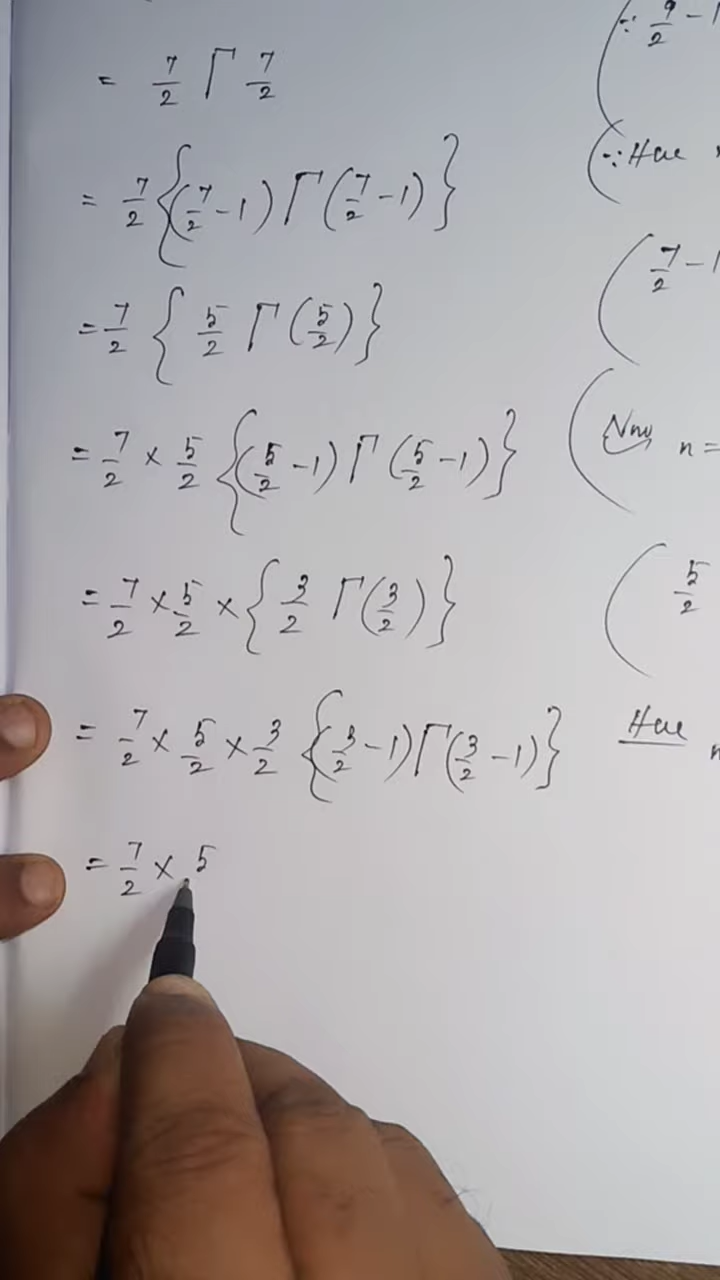 ∵ 9/2 - 1
= 7/2 Γ 7/2
(∵ Here
= 7/2 {(7/2 - 1) Γ (7/2 - 1)}
(7/2 - 1
= 7/2 { 5/2 Γ (5/2)}
= 7/2 × 5/2 {(5/2 - 1) Γ (5/2 - 1)}
(Now n =
= 7/2 × 5/2 × { 3/2 Γ (3/2)}
( 5/2
= 7/2 × 5/2 × 3/2 {(3/2 - 1) Γ (3/2 - 1)}
Here n
= 7/2 × 5